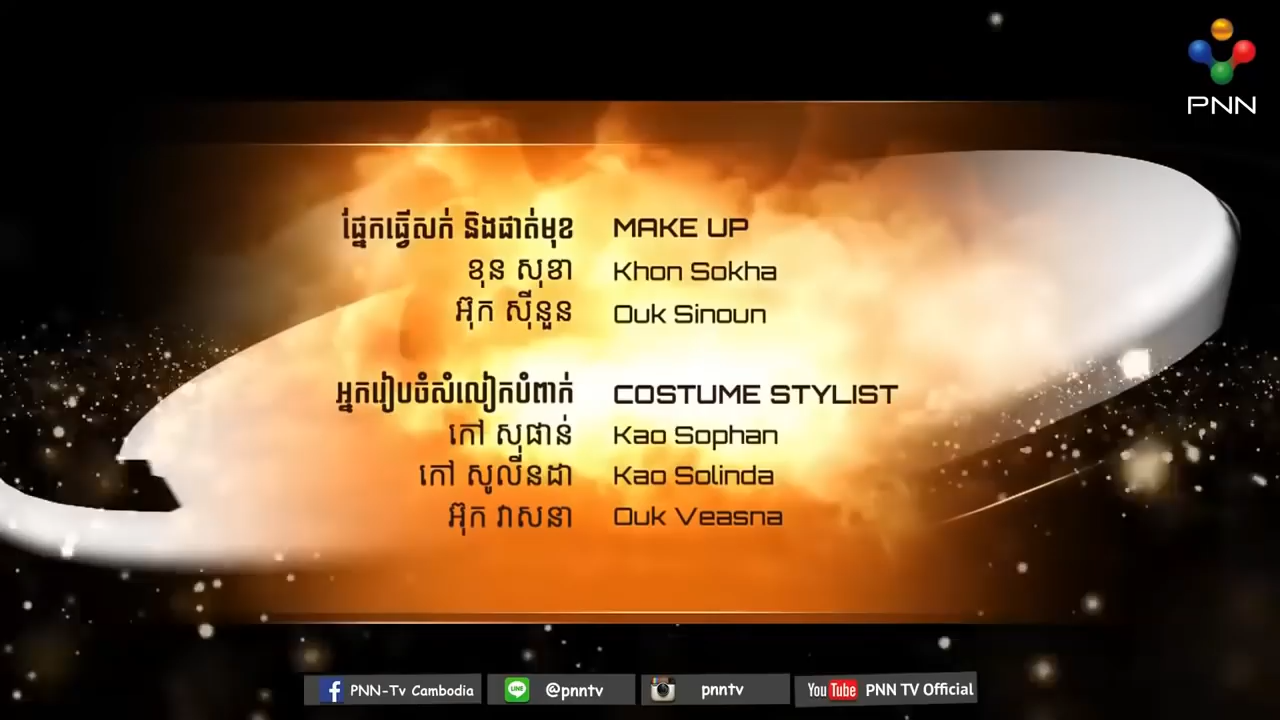 PNN
ផ្នែកធ្វើសក់ និងផាត់មុខ MAKE UP
ខុន សុខា Khon Sokha
អ៊ុក ស៊ីនួន Ouk Sinoun
អ្នករៀបចំសំលៀកបំពាក់ COSTUME STYLIST
កៅ សុផាន់ Kao Sophan
កៅ សូលីនដា Kao Solinda
អ៊ុក វាសនា Ouk Veasna
f PNN-Tv Cambodia LINE @pnntv pnntv You Tube PNN TV Official